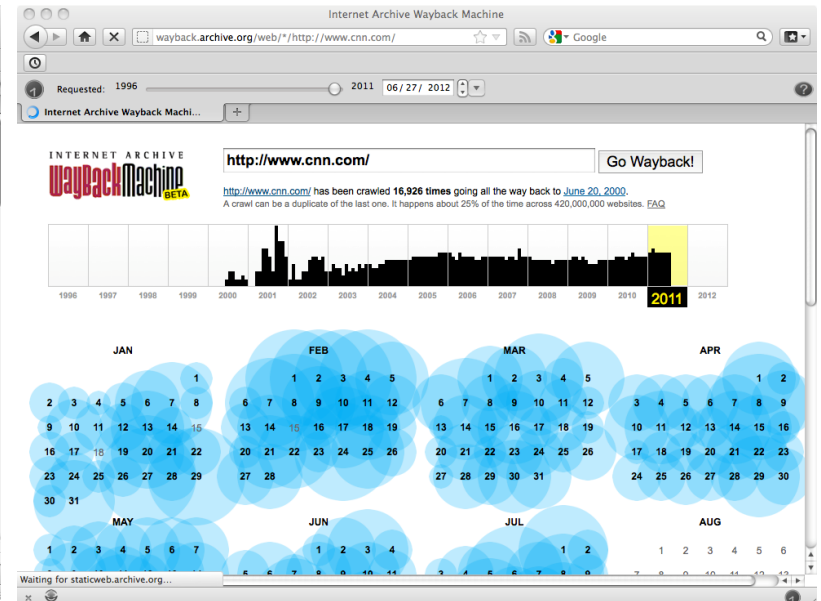 Internet Archive Wayback Machine
wayback.archive.org/web/*/http://www.cnn.com/
Google
Requested: 1996 2011 06/27/2012
Internet Archive Wayback Machi...
INTERNET ARCHIVE
WayBackMachine
BETA
http://www.cnn.com/
Go Wayback!
http://www.cnn.com/ has been crawled 16,926 times going all the way back to June 20, 2000.
A crawl can be a duplicate of the last one. It happens about 25% of the time across 420,000,000 websites. FAQ
1996 1997 1998 1999 2000 2001 2002 2003 2004 2005 2006 2007 2008 2009 2010 2011 2012
JAN FEB MAR APR
1 1 2 3 4 5 1 2 3 4 5 1 2
2 3 4 5 6 7 8 6 7 8 9 10 11 12 6 7 8 9 10 11 12 3 4 5 6 7 8 9
9 10 11 12 13 14 15 13 14 15 16 17 18 19 13 14 15 16 17 18 19 10 11 12 13 14 15 16
16 17 18 19 20 21 22 20 21 22 23 24 25 26 20 21 22 23 24 25 26 17 18 19 20 21 22 23
23 24 25 26 27 28 29 27 28 27 28 29 30 31 24 25 26 27 28 29 30
30 31
MAY JUN JUL AUG
1 2 3 4 5 6 7 1 2 3 4 1 2 1 2 3 4 5 6
Waiting for staticweb.archive.org...